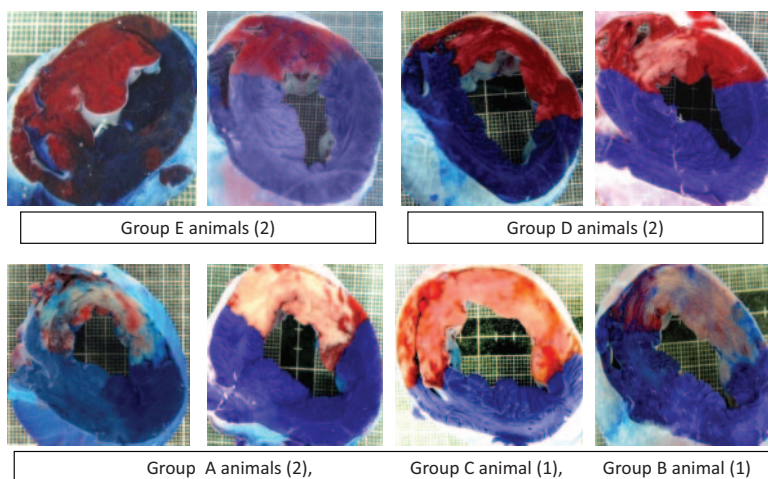 Group E animals (2)
Group D animals (2)
Group A animals (2), Group C animal (1), Group B animal (1)